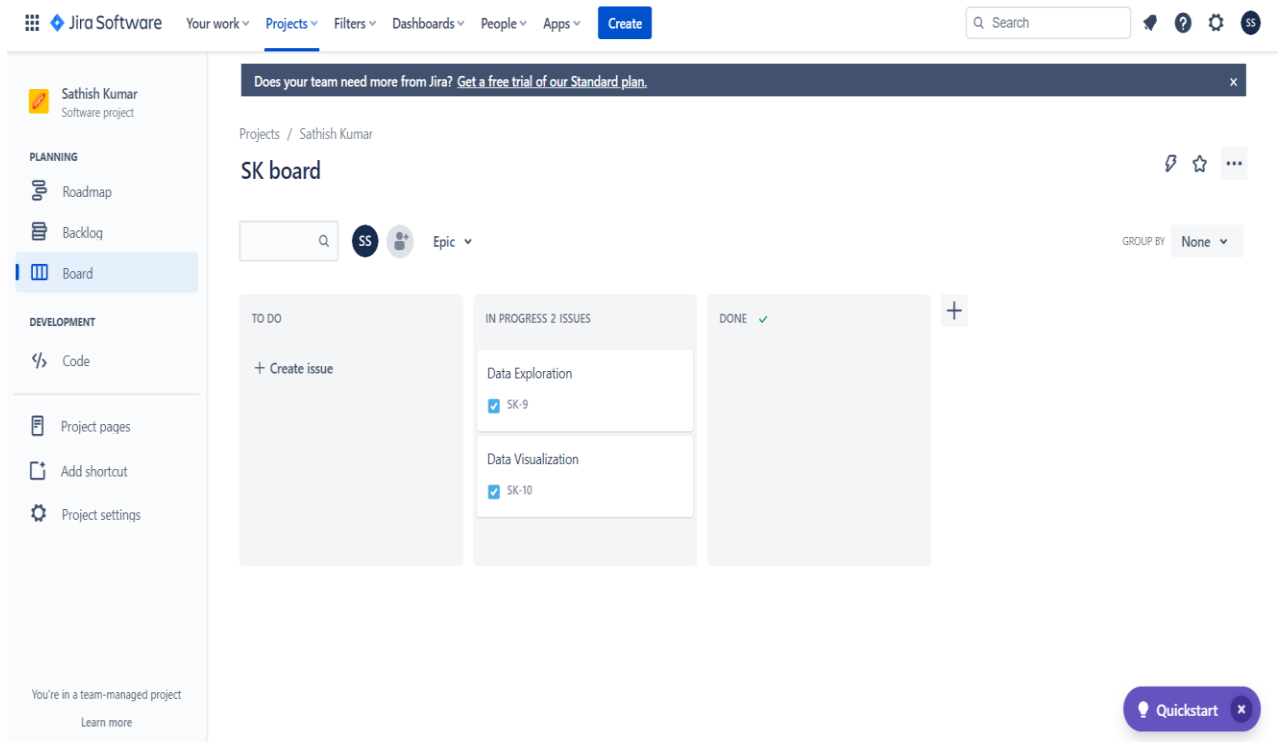 Jira Software Your work Projects Filters Dashboards People Apps Create Search SS
Does your team need more from Jira? Get a free trial of our Standard plan. x
Sathish Kumar
Software project
PLANNING
Roadmap
Backlog
Board
DEVELOPMENT
Code
Project pages
Add shortcut
Project settings
You're in a team-managed project
Learn more
Projects / Sathish Kumar
SK board
SS Epic
GROUP BY None
TO DO
+ Create issue
IN PROGRESS 2 ISSUES
Data Exploration
SK-9
Data Visualization
SK-10
DONE
Quickstart x